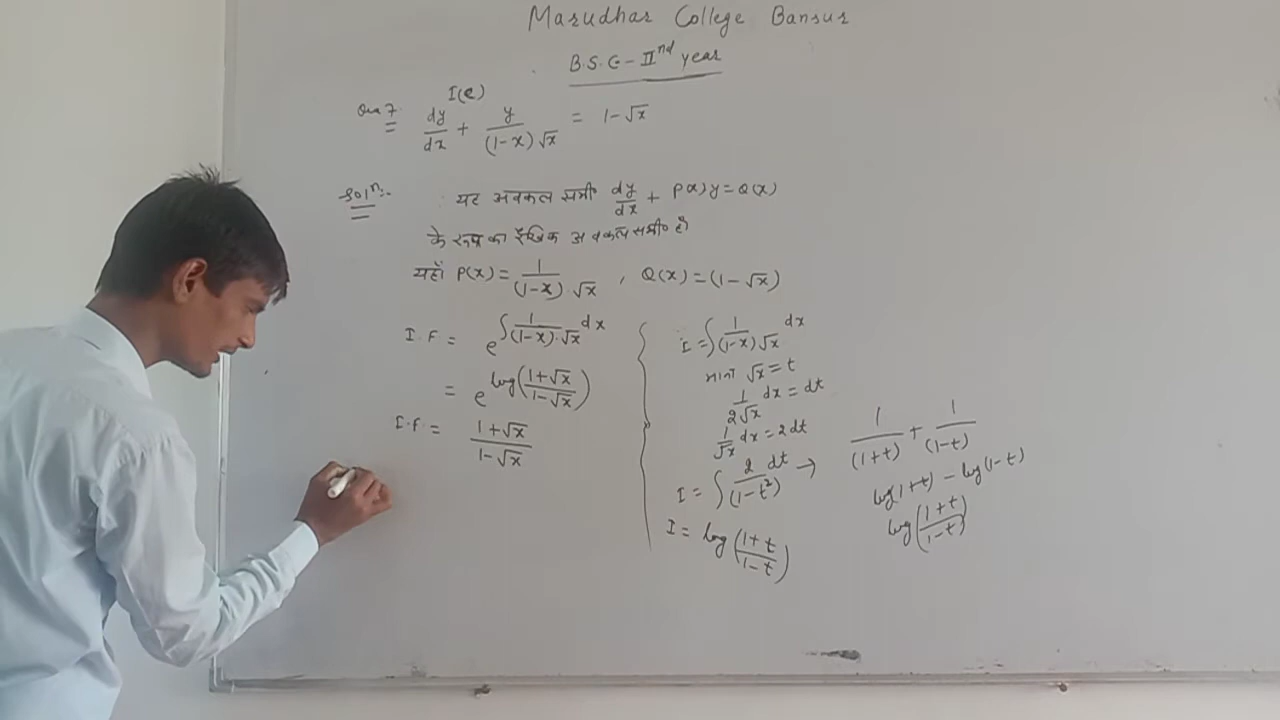 Marudhar College Bansur
B.S.C - IInd year
I(e)
Que 7. dy/dx + y/((1-x)√x) = 1-√x
Soln:- यह अवकल समी० dy/dx + P(x)y = Q(x)
के रूप का रैखिक अवकल समी० है।
यहाँ P(x) = 1/((1-x)·√x) , Q(x) = (1-√x)
I.F. = e^∫ 1/((1-x)·√x) dx
= e^log((1+√x)/(1-√x))
I.F. = (1+√x)/(1-√x)
I = ∫ 1/((1-x)√x) dx
माना √x = t
1/(2√x) dx = dt
1/√x dx = 2dt
I = ∫ 2dt/(1-t²) →
I = log((1+t)/(1-t))
1/(1+t) + 1/(1-t)
log(1+t) - log(1-t)
log((1+t)/(1-t))